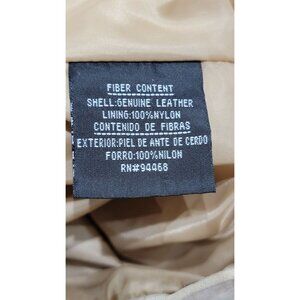 FIBER CONTENT
SHELL:GENUINE LEATHER
LINING:100%NYLON
CONTENIDO DE FIBRAS
EXTERIOR:PIEL DE ANTE DE CERDO
FORRO:100%NILON
RN#94468